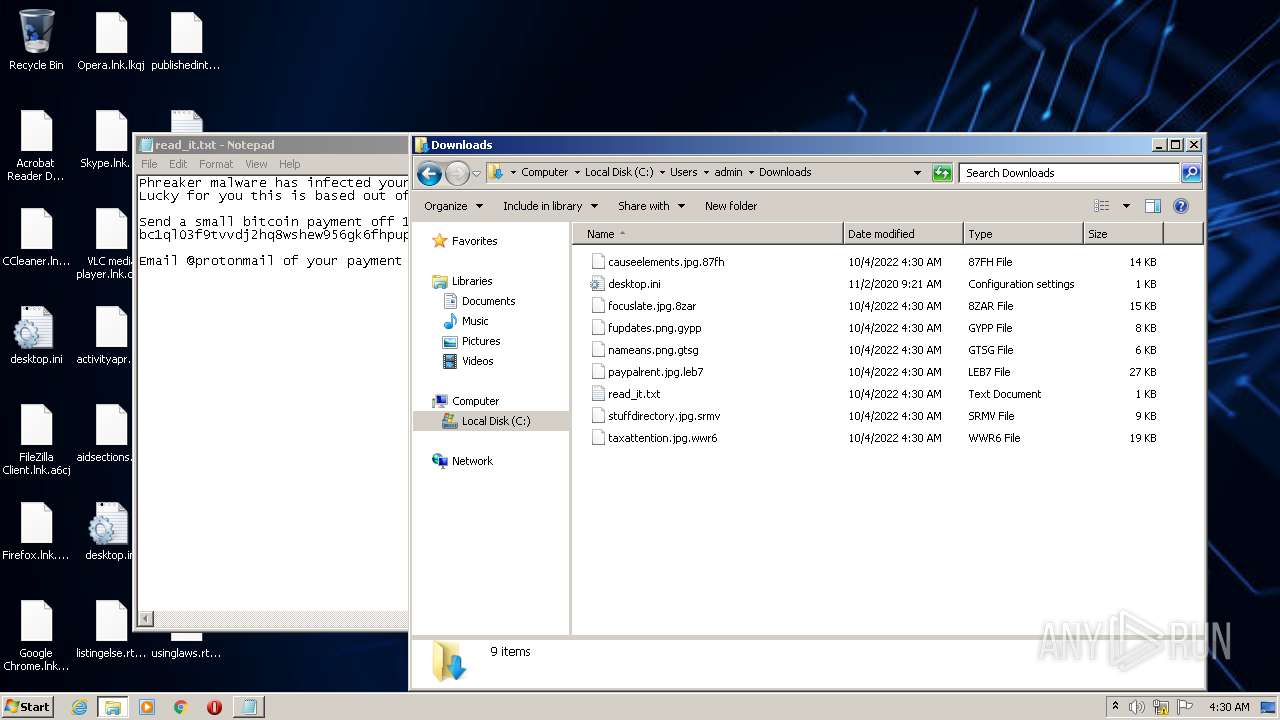 Recycle Bin
Opera.lnk.lkqj
publishedint...
Acrobat
Reader D...
Skype.lnk.
CCleaner.ln...
VLC medi
player.lnk.c
desktop.ini
activityapr.
FileZilla
Client.lnk.a6cj
aidsections.
Firefox.lnk....
desktop.in
Google
Chrome.lnk...
listingelse.rt...
usinglaws.rt...
read_it.txt - Notepad
File Edit Format View Help
Phreaker malware has infected your
Lucky for you this is based out of
Send a small bitcoin payment off 1
Email @protonmail of your payment
Downloads
Computer Local Disk (C:) Users admin Downloads
Search Downloads
Organize Include in library Share with New folder
Favorites
Libraries
Documents
Music
Pictures
Videos
Computer
Local Disk (C:)
Network
Name Date modified Type Size
causeelements.jpg.87fh 10/4/2022 4:30 AM 87FH File 14 KB
desktop.ini 11/2/2020 9:21 AM Configuration settings 1 KB
focuslate.jpg.8zar 10/4/2022 4:30 AM 8ZAR File 15 KB
fupdates.png.gypp 10/4/2022 4:30 AM GYPP File 8 KB
nameans.png.gtsg 10/4/2022 4:30 AM GTSG File 6 KB
paypalrent.jpg.leb7 10/4/2022 4:30 AM LEB7 File 27 KB
read_it.txt 10/4/2022 4:30 AM Text Document 1 KB
stuffdirectory.jpg.srmv 10/4/2022 4:30 AM SRMV File 9 KB
taxattention.jpg.wwr6 10/4/2022 4:30 AM WWR6 File 19 KB
9 items
ANY RUN
Start
4:30 AM